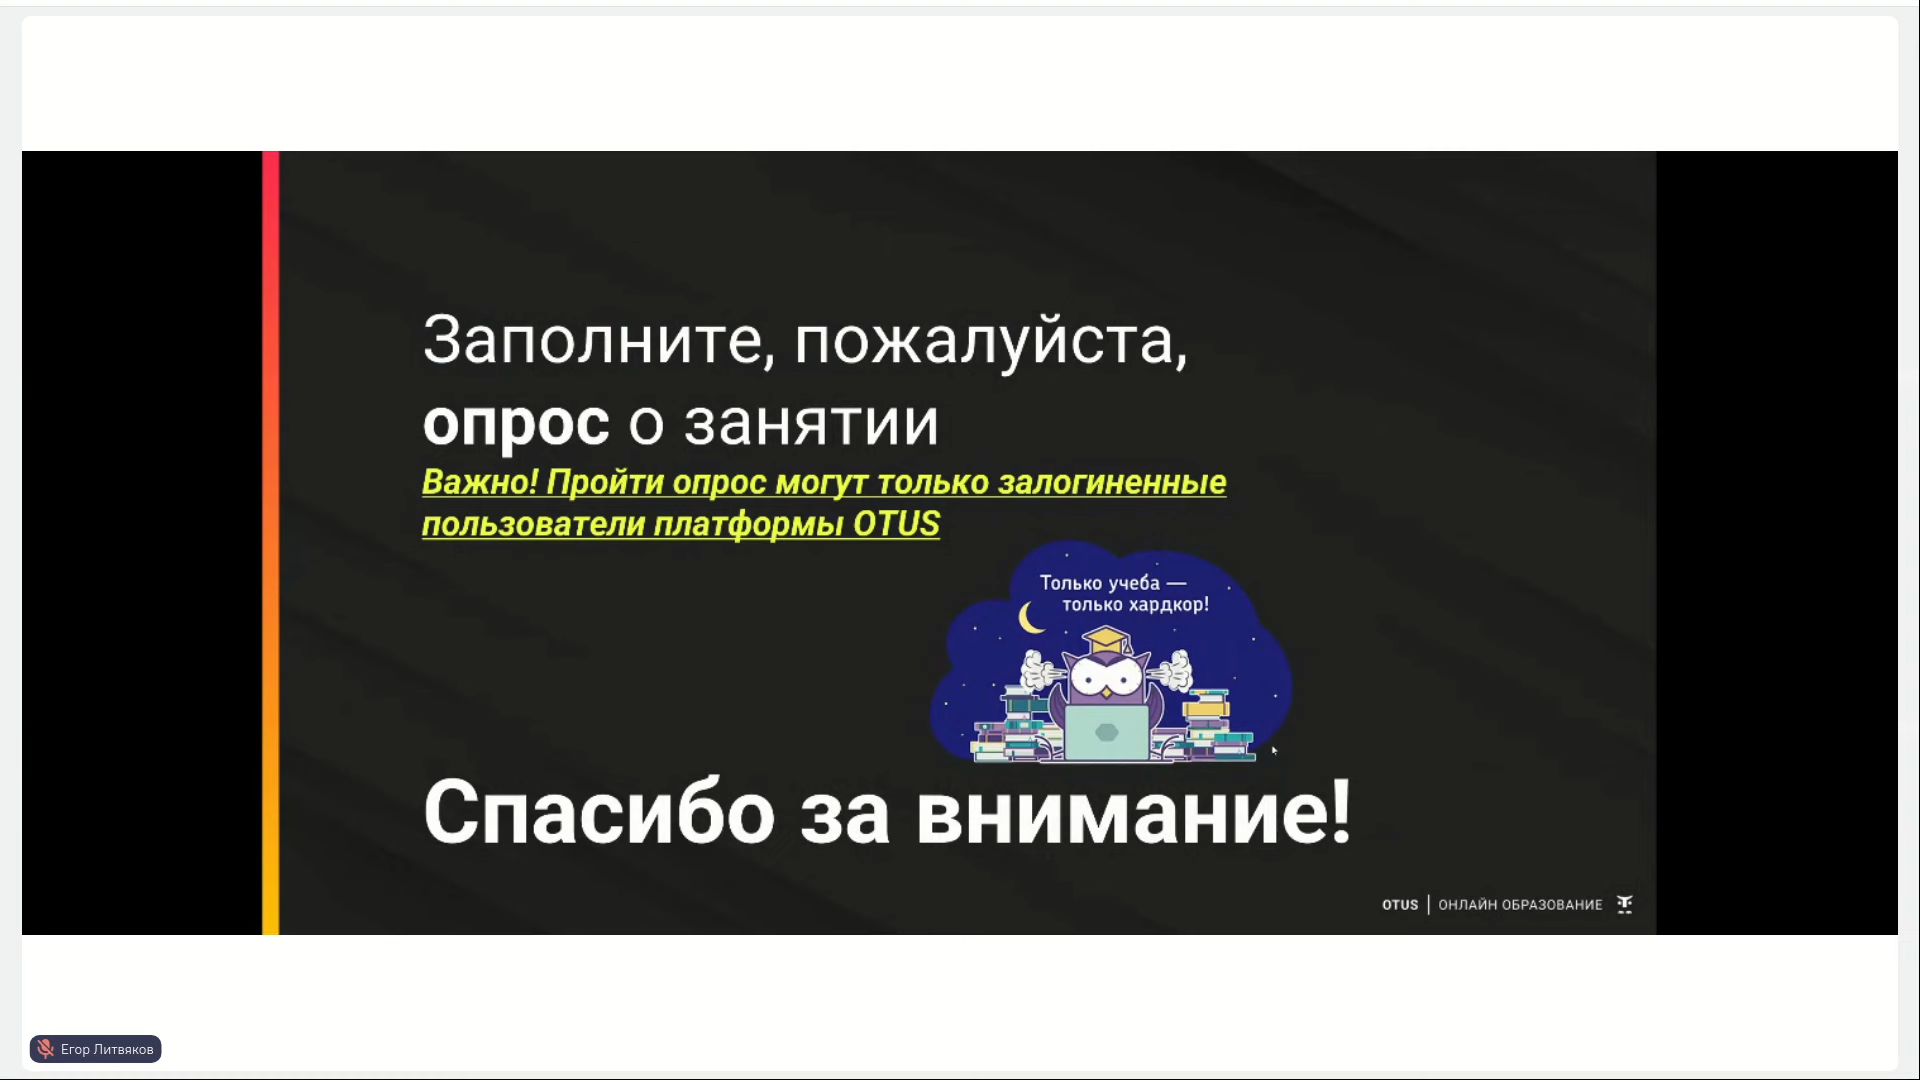 Заполните, пожалуйста,
опрос о занятии
Важно! Пройти опрос могут только залогиненные
пользователи платформы OTUS
Только учеба —
только хардкор!
Спасибо за внимание!
OTUS | ОНЛАЙН ОБРАЗОВАНИЕ
Егор Литвяков